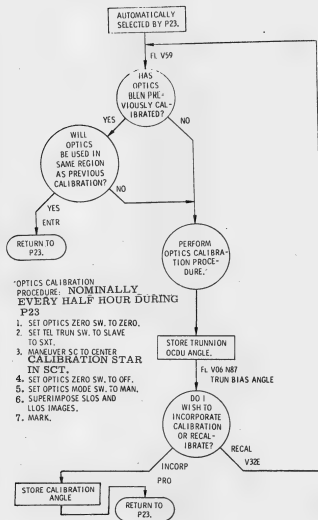 AUTOMATICALLY
SELECTED BY P23.
FL V59
HAS
OPTICS
BEEN PRE-
VIOUSLY CAL-
IBRATED?
YES
NO
WILL
OPTICS
BE USED IN
SAME REGION
AS PREVIOUS
CALIBRATION?
NO
YES
ENTR
RETURN TO
P23.
PERFORM
OPTICS CALIBRA-
TION PROCE-
DURE.*
*OPTICS CALIBRATION
PROCEDURE: NOMINALLY
EVERY HALF HOUR DURING
P23
1. SET OPTICS ZERO SW. TO ZERO.
2. SET TEL TRUN SW. TO SLAVE
TO SXT.
3. MANEUVER SC TO CENTER
CALIBRATION STAR
IN SCT.
4. SET OPTICS ZERO SW. TO OFF.
5. SET OPTICS MODE SW. TO MAN.
6. SUPERIMPOSE SLOS AND
LLOS IMAGES.
7. MARK.
STORE TRUNNION
OCDU ANGLE.
FL V06 N87
TRUN BIAS ANGLE
DO I
WISH TO
INCORPORATE
CALIBRATION
OR RECAL-
IBRATE?
RECAL
V32E
INCORP
PRO
STORE CALIBRATION
ANGLE
RETURN TO
P23.